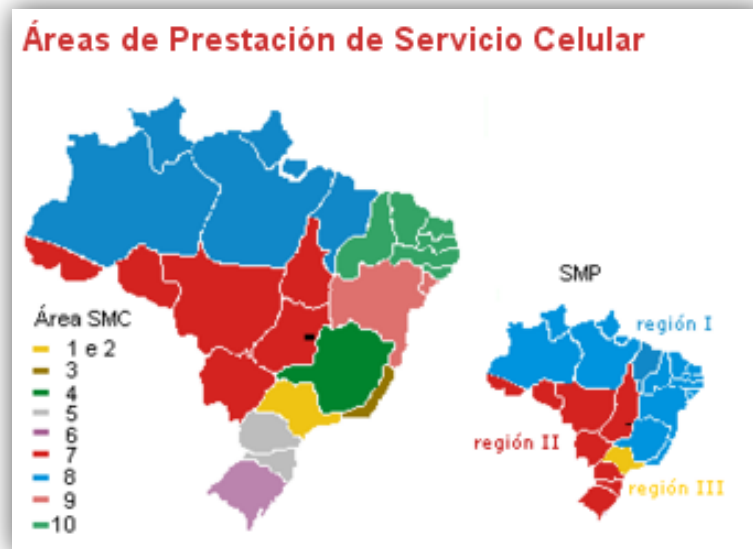 Áreas de Prestación de Servicio Celular
Área SMC
1 e 2
3
4
5
6
7
8
9
10
SMP
región I
región II
región III